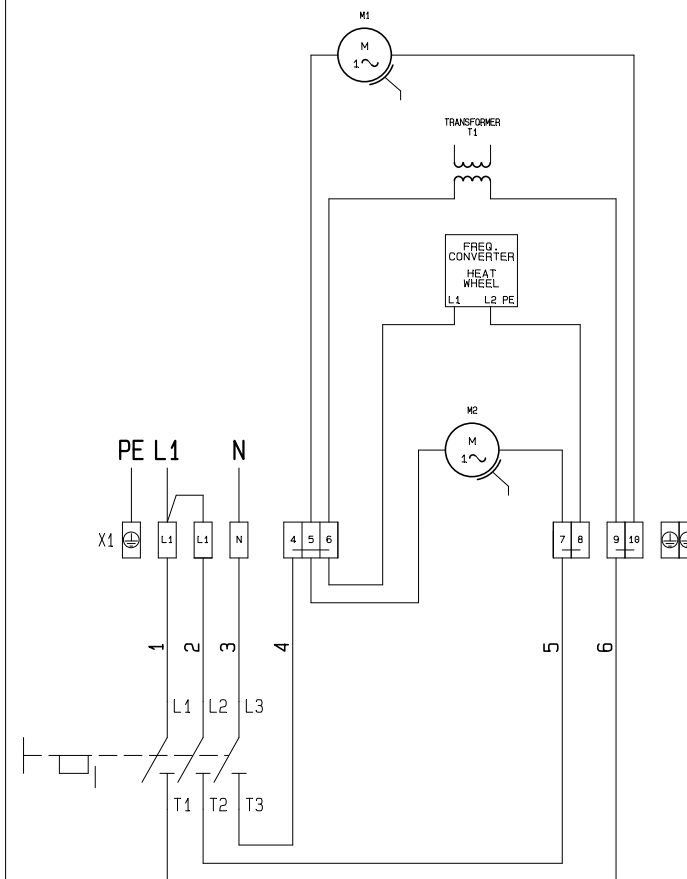 M1
M
1
TRANSFORMER
T1
FREQ.
CONVERTER
HEAT
WHEEL
L1 L2 PE
M2
M
1
PE L1 N
X1 L1 L1 N 4 5 6 7 8 9 10
1 2 3 4 5 6
L1 L2 L3
T1 T2 T3